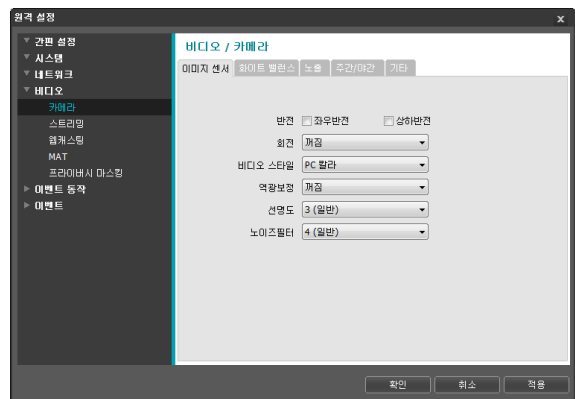 원격 설정
x
간편 설정
시스템
네트워크
비디오
카메라
스트리밍
웹캐스팅
MAT
프라이버시 마스킹
이벤트 동작
이벤트
비디오 / 카메라
이미지 센서 화이트 밸런스 노출 주간/야간 기타
반전 좌우반전 상하반전
회전 꺼짐
비디오 스타일 PC 칼라
역광보정 꺼짐
선명도 3 (일반)
노이즈필터 4 (일반)
확인 취소 적용